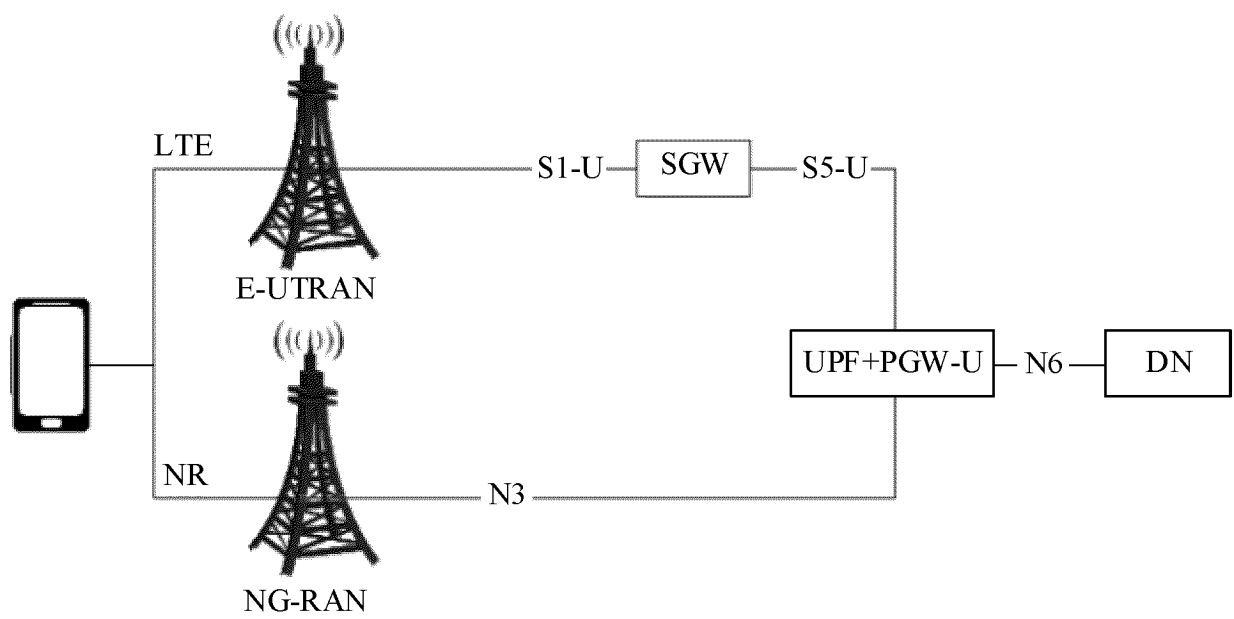 LTE
S1-U
SGW
S5-U
E-UTRAN
UPF+PGW-U
N6
DN
NR
N3
NG-RAN